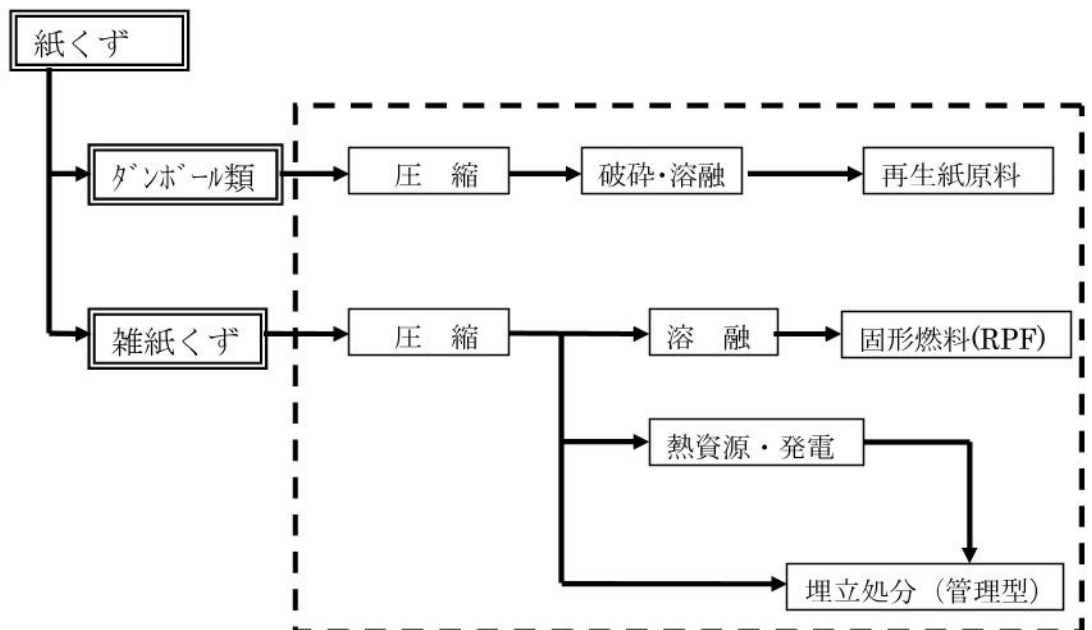 紙くず
ﾀﾞﾝﾎﾞｰﾙ類
圧　縮
破砕・溶融
再生紙原料
雑紙くず
圧　縮
溶　融
固形燃料(RPF)
熱資源・発電
埋立処分（管理型）